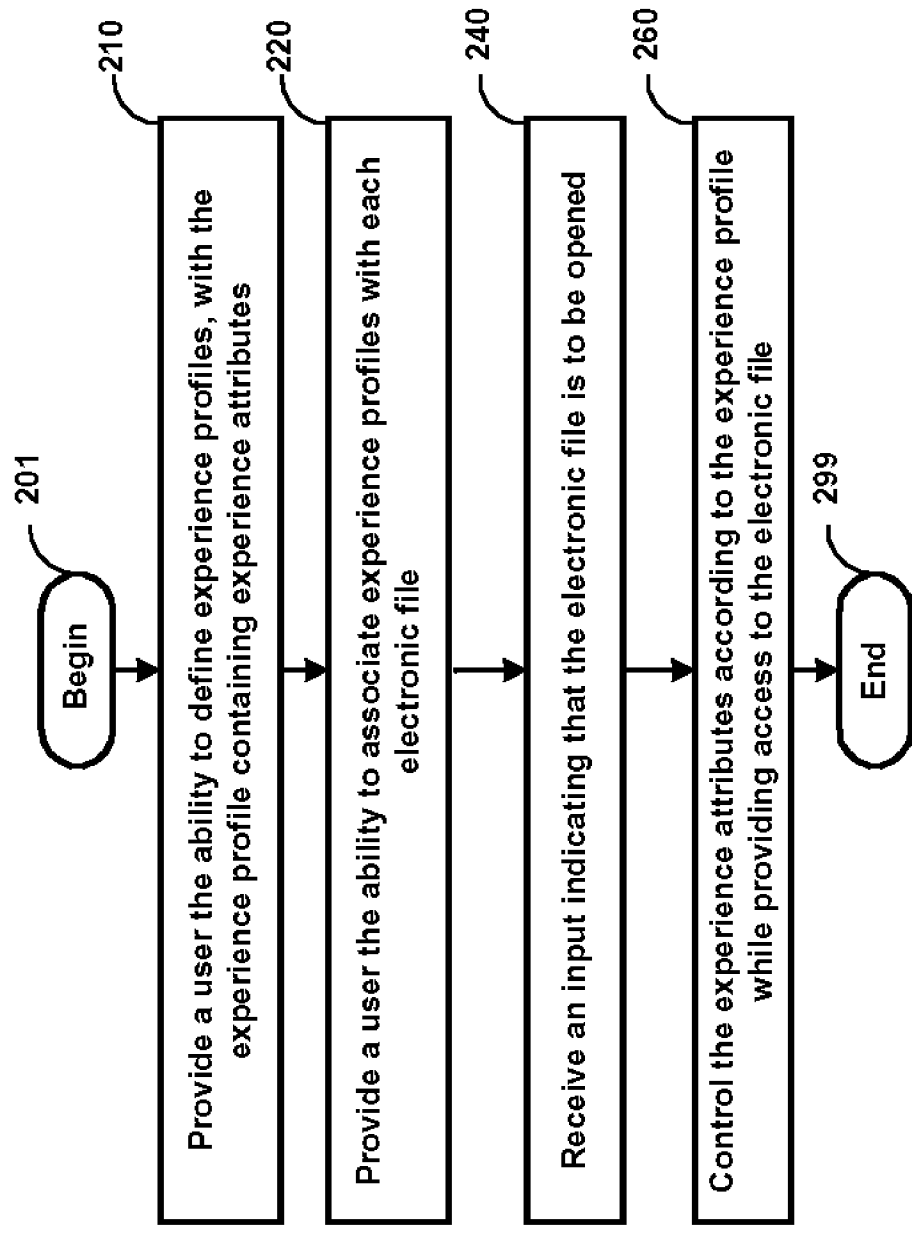 201
Begin
210
Provide a user the ability to define experience profiles, with the
experience profile containing experience attributes
220
Provide a user the ability to associate experience profiles with each
electronic file
240
Receive an input indicating that the electronic file is to be opened
260
Control the experience attributes according to the experience profile
while providing access to the electronic file
299
End